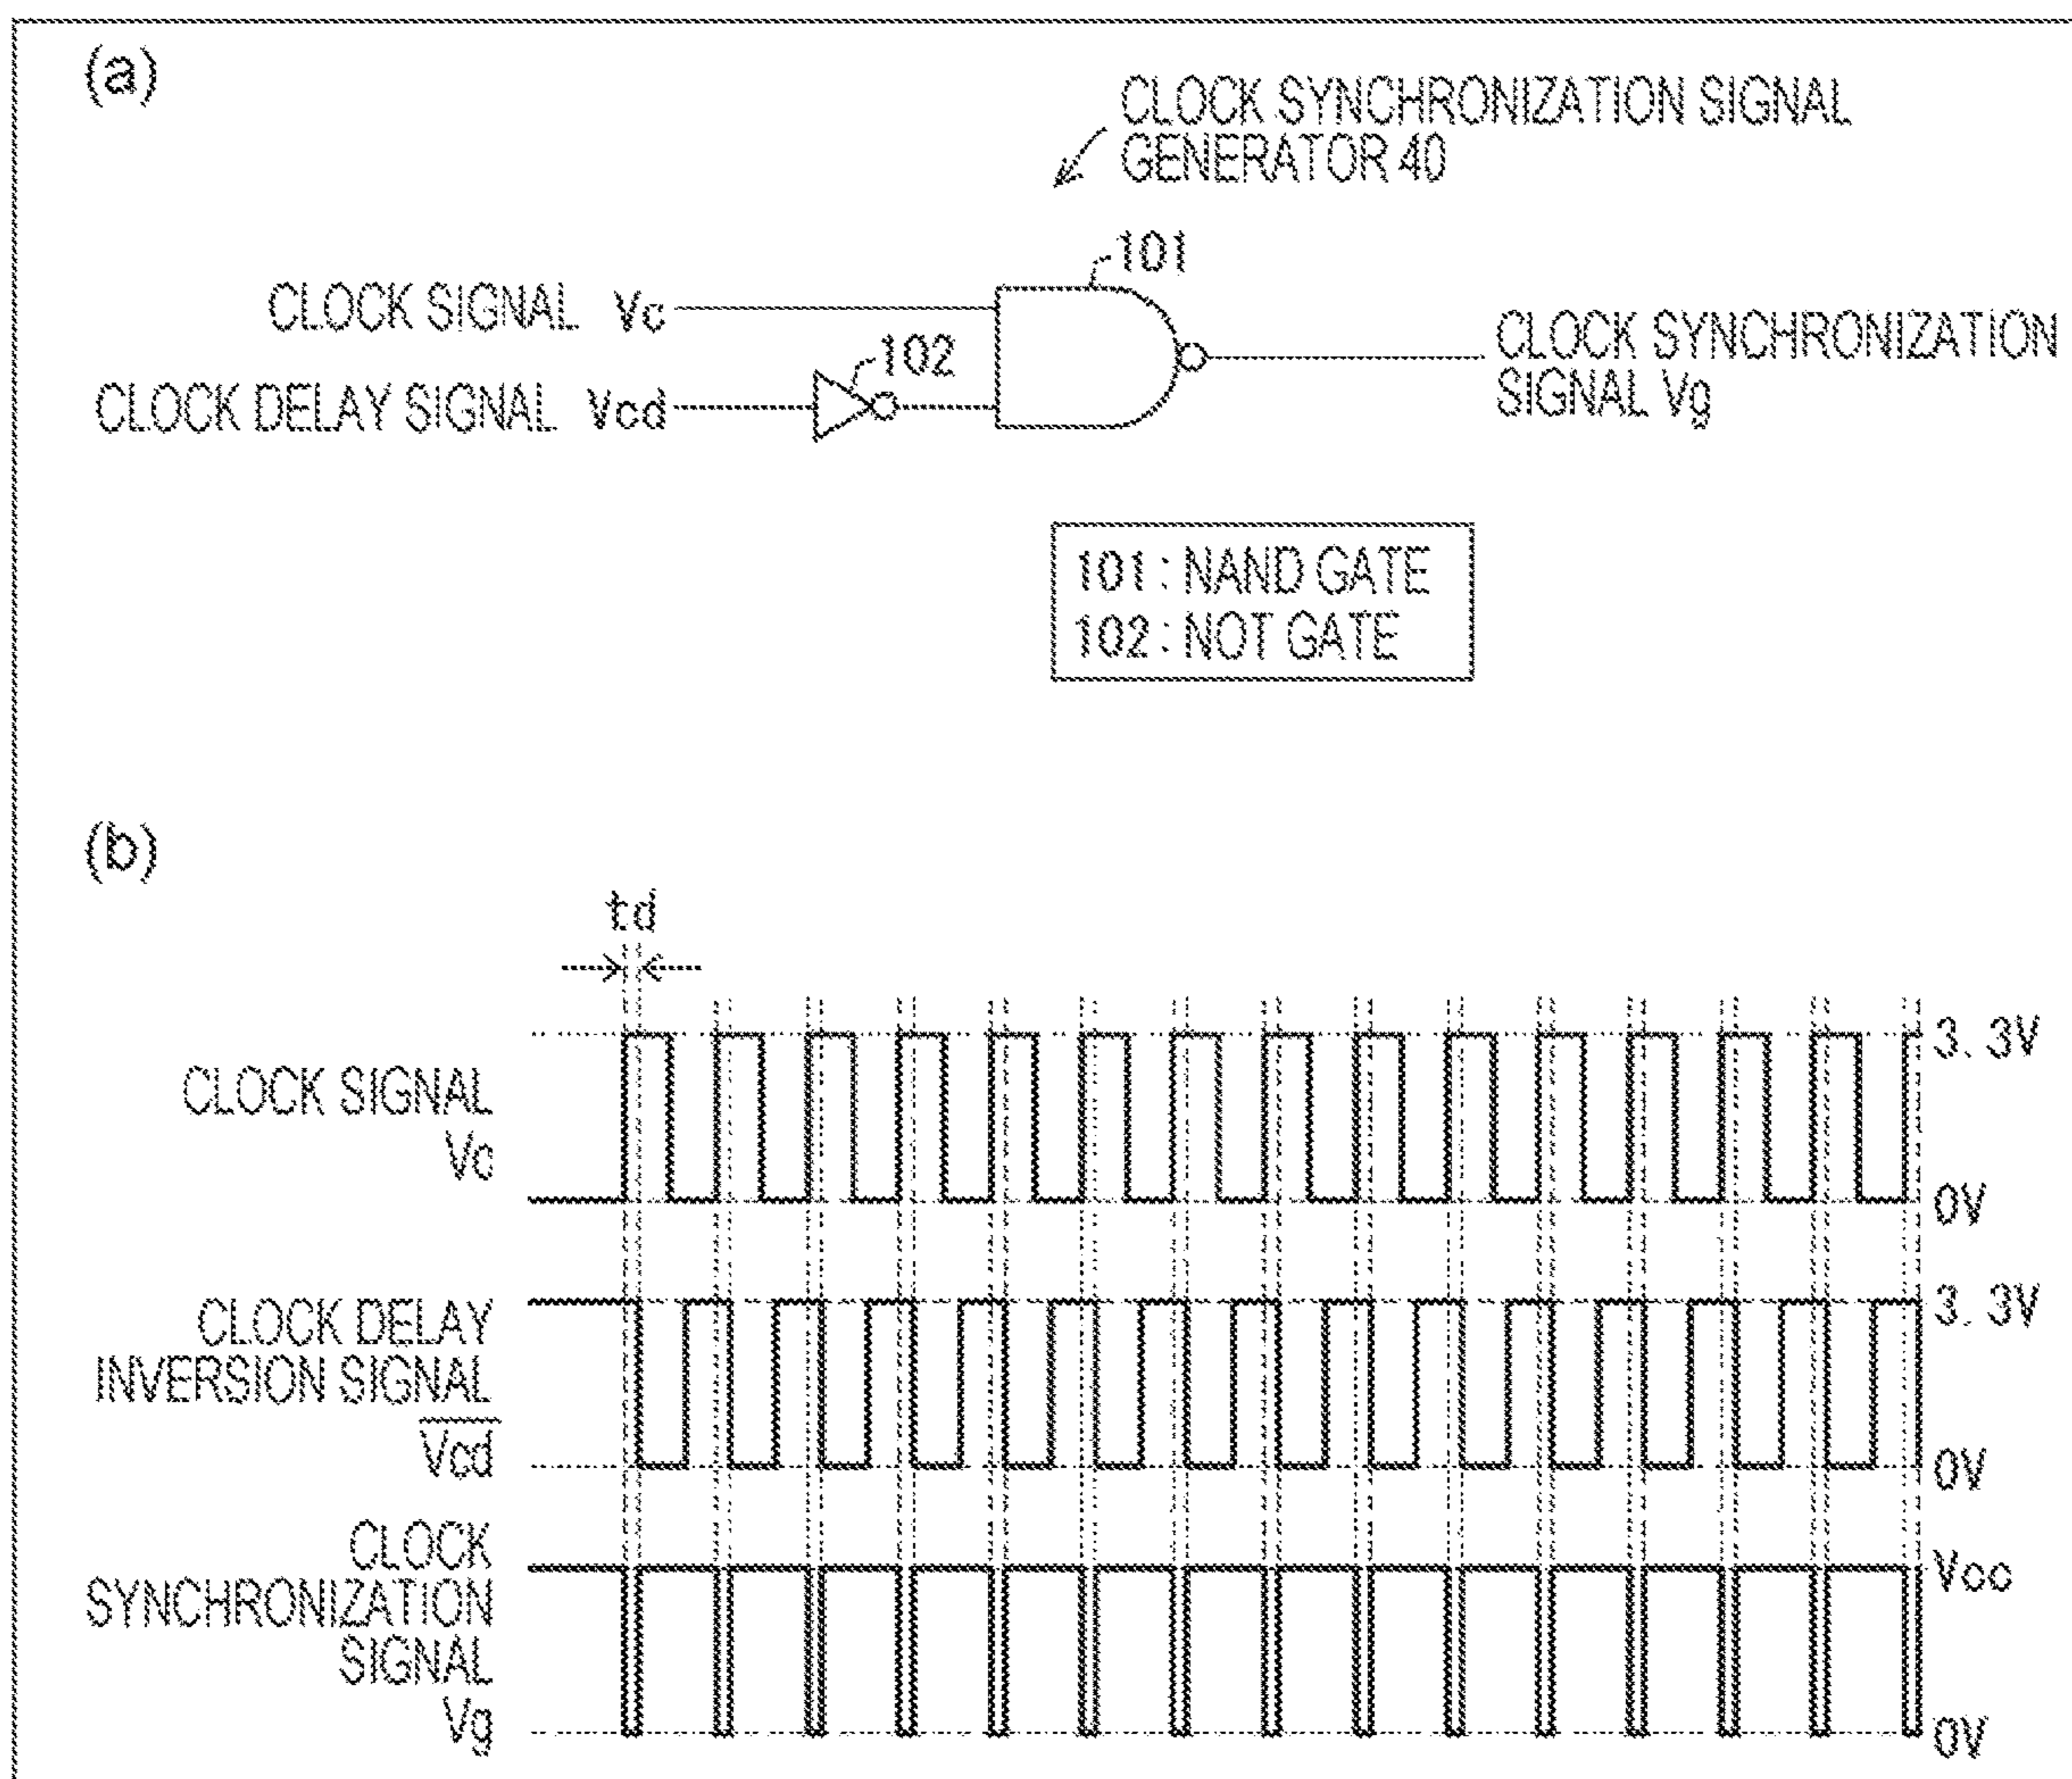 (a)
CLOCK SYNCHRONIZATION SIGNAL
GENERATOR 40
101
CLOCK SIGNAL Vc
102
CLOCK DELAY SIGNAL Vcd
CLOCK SYNCHRONIZATION
SIGNAL Vg
101 : NAND GATE
102 : NOT GATE
(b)
td
CLOCK SIGNAL
Vc
3. 3V
0V
CLOCK DELAY
INVERSION SIGNAL
V̅c̅d̅
3. 3V
0V
CLOCK
SYNCHRONIZATION
SIGNAL
Vg
Vcc
0V